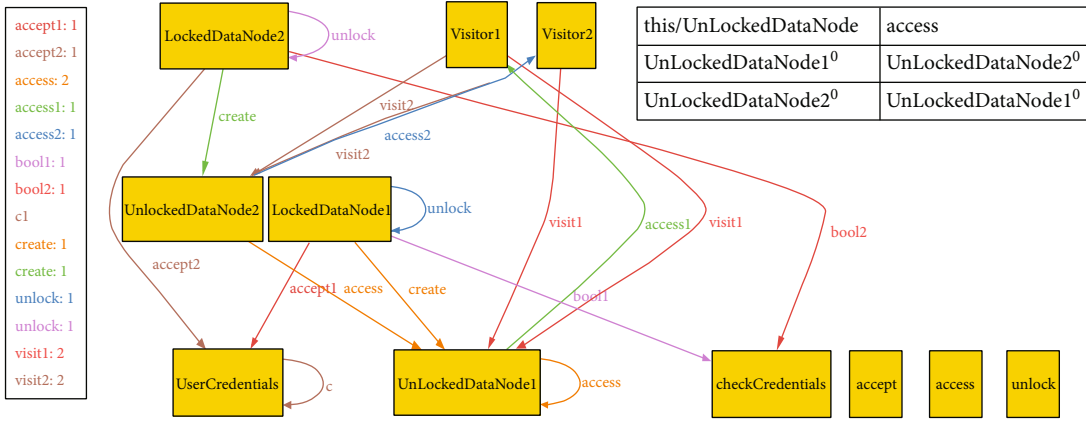 accept1: 1
accept2: 1
access: 2
access1: 1
access2: 1
bool1: 1
bool2: 1
c1
create: 1
create: 1
unlock: 1
unlock: 1
visit1: 2
visit2: 2
LockedDataNode2
unlock
Visitor1
Visitor2
this/UnLockedDataNode access
UnLockedDataNode1⁰ UnLockedDataNode2⁰
UnLockedDataNode2⁰ UnLockedDataNode1⁰
create
visit2
access2
visit2
UnlockedDataNode2
LockedDataNode1
unlock
visit1
access1
visit1
bool2
accept2
accept1
access
create
bool1
UserCredentials
c
UnLockedDataNode1
access
checkCredentials
accept
access
unlock